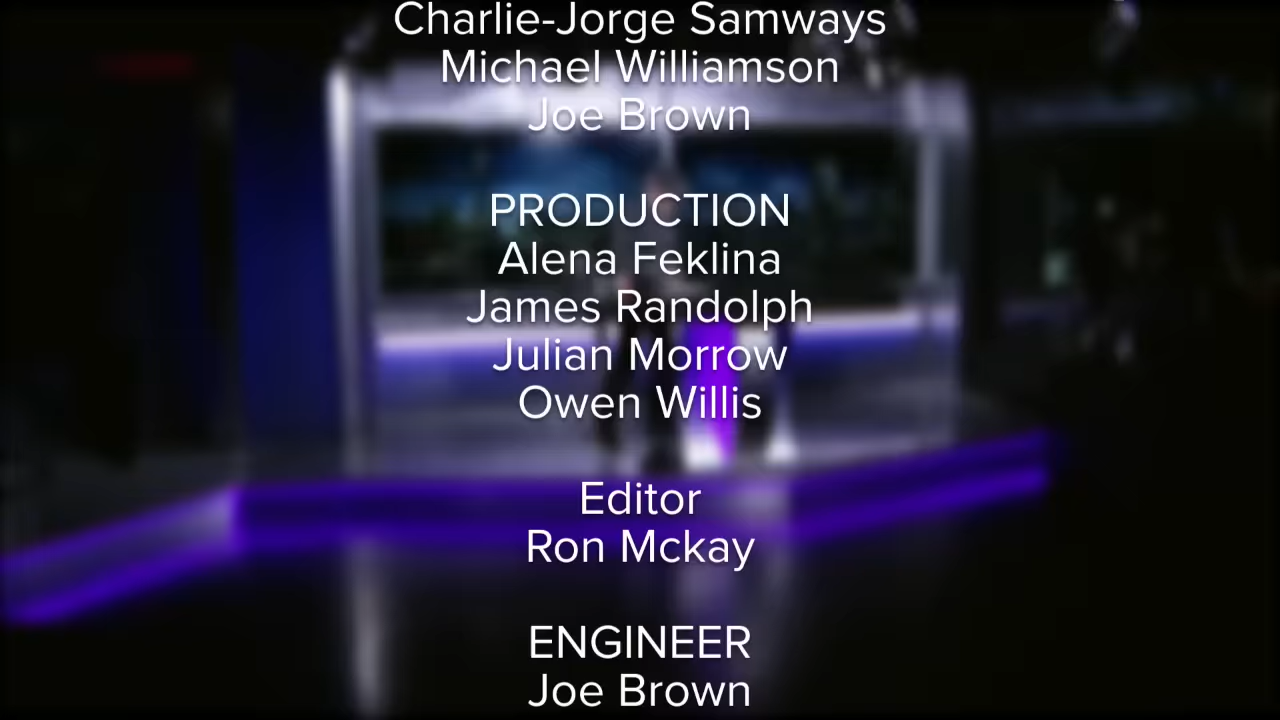 Charlie-Jorge Samways
Michael Williamson
Joe Brown
PRODUCTION
Alena Feklina
James Randolph
Julian Morrow
Owen Willis
Editor
Ron Mckay
ENGINEER
Joe Brown